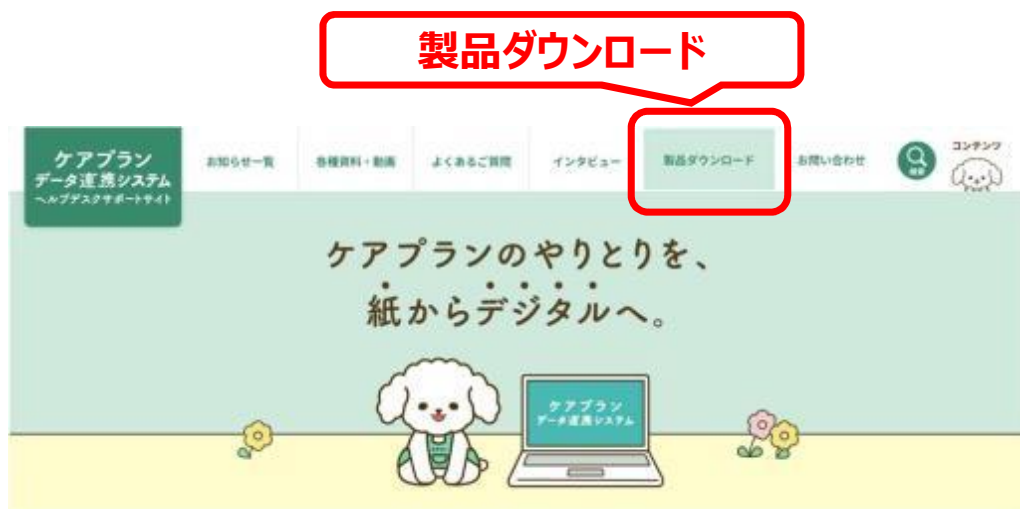 製品ダウンロード
ケアプラン
データ連携システム
ヘルプデスクサポートサイト
お知らせ一覧
各種資料・動画
よくあるご質問
インタビュー
製品ダウンロード
お問い合わせ
検索
コンテンツ
ケアプランのやりとりを、
紙からデジタルへ。
ケアプラン
データ連携システム